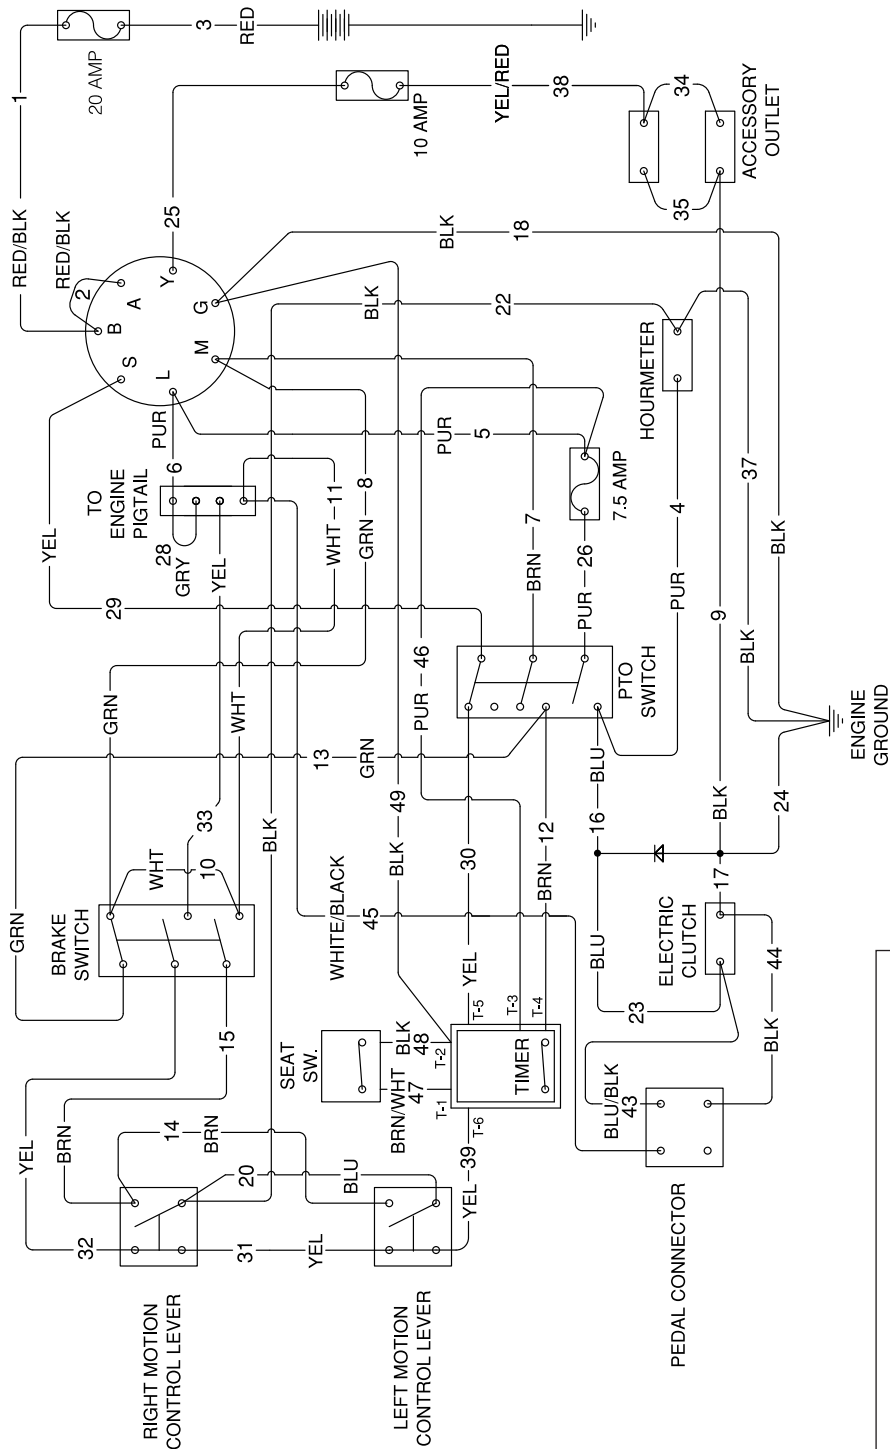 RIGHT MOTION
CONTROL LEVER
32
YEL
BRN
15
GRN
BRAKE
SWITCH
GRN
WHT
10
WHT
YEL
29
TO
ENGINE
PIGTAIL
28
GRY
YEL
6
PUR
RED/BLK
1
RED/BLK
2
20 AMP
3
RED
B
A
S
L
Y
G
M
14
BRN
33
31
YEL
20
BLU
BLK
13
GRN
WHT
11
GRN
8
25
LEFT MOTION
CONTROL LEVER
SEAT
SW.
WHITE/BLACK
45
BLK
49
BLK
BRN/WHT
47
BLK
48
T-1
T-2
YEL
39
T-6
TIMER
T-5
T-3
T-4
YEL
30
PUR
46
BRN
12
PUR
5
BRN
7
PUR
26
7.5 AMP
10 AMP
BLK
18
22
YEL/RED
38
PTO
SWITCH
BLU
16
BLU
23
BLU/BLK
43
PEDAL CONNECTOR
ELECTRIC
CLUTCH
17
BLK
44
BLK
9
PUR
4
HOURMETER
BLK
37
BLK
24
34
35
ACCESSORY
OUTLET
ENGINE
GROUND